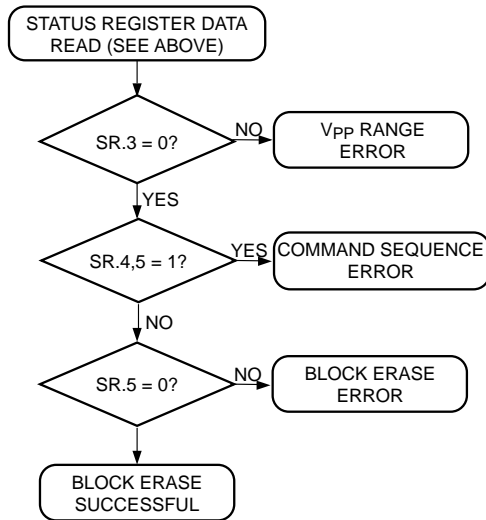 STATUS REGISTER DATA
READ (SEE ABOVE)
SR.3 = 0?
NO
VPP RANGE
ERROR
YES
SR.4,5 = 1?
YES
COMMAND SEQUENCE
ERROR
NO
SR.5 = 0?
NO
BLOCK ERASE
ERROR
BLOCK ERASE
SUCCESSFUL